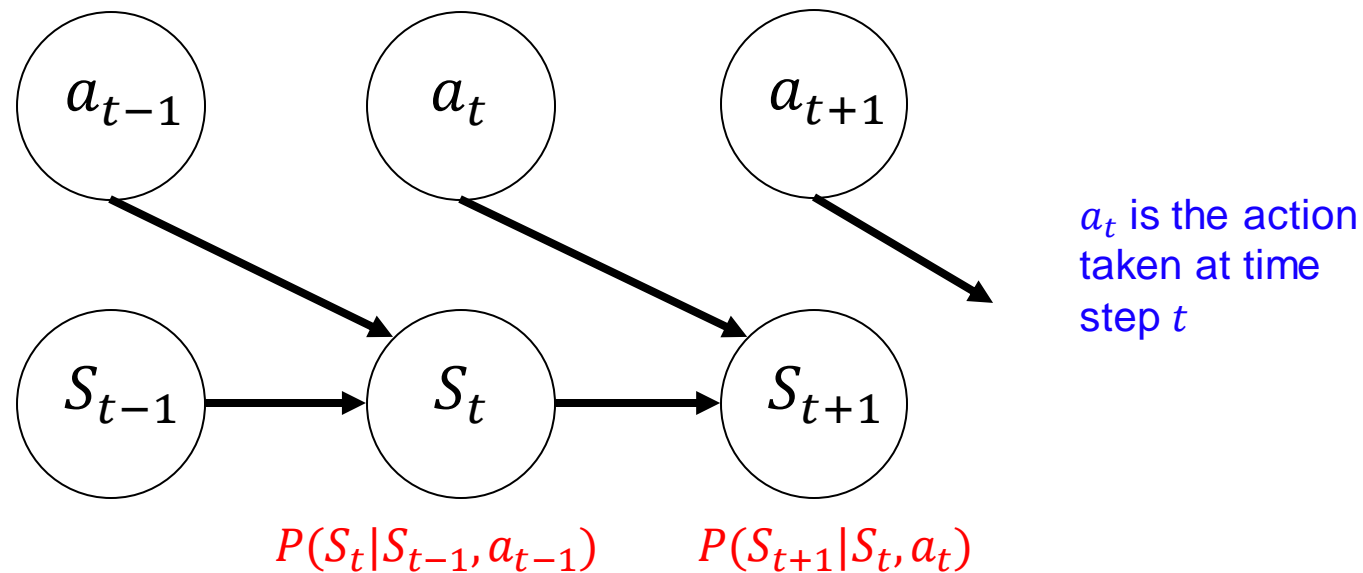 a_{t-1}
a_t
a_{t+1}
a_t is the action
taken at time
step t
S_{t-1}
S_t
S_{t+1}
P(S_t|S_{t-1}, a_{t-1})
P(S_{t+1}|S_t, a_t)